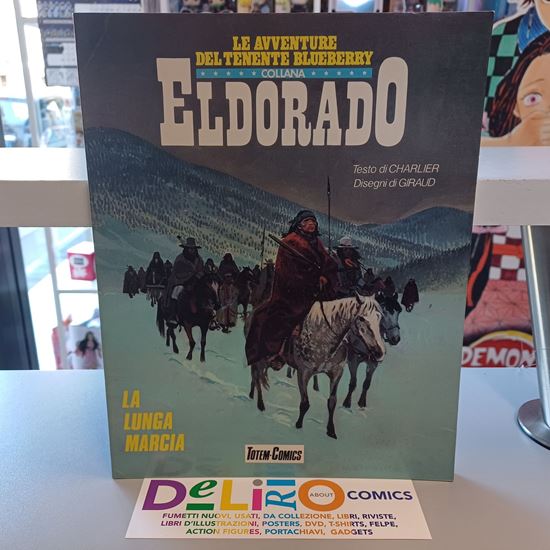 LE AVVENTURE
DEL TENENTE BLUEBERRY
COLLANA
ELDORADO
Testo di CHARLIER
Disegni di GIRAUD
LA
LUNGA
MARCIA
TOTEM-COMICS
DEMON
DELIRIO ABOUT COMICS
FUMETTI NUOVI, USATI, DA COLLEZIONE, LIBRI, RIVISTE,
LIBRI D'ILLUSTRAZIONI, POSTERS, DVD, T-SHIRTS, FELPE,
ACTION FIGURES, PORTACHIAVI, GADGETS